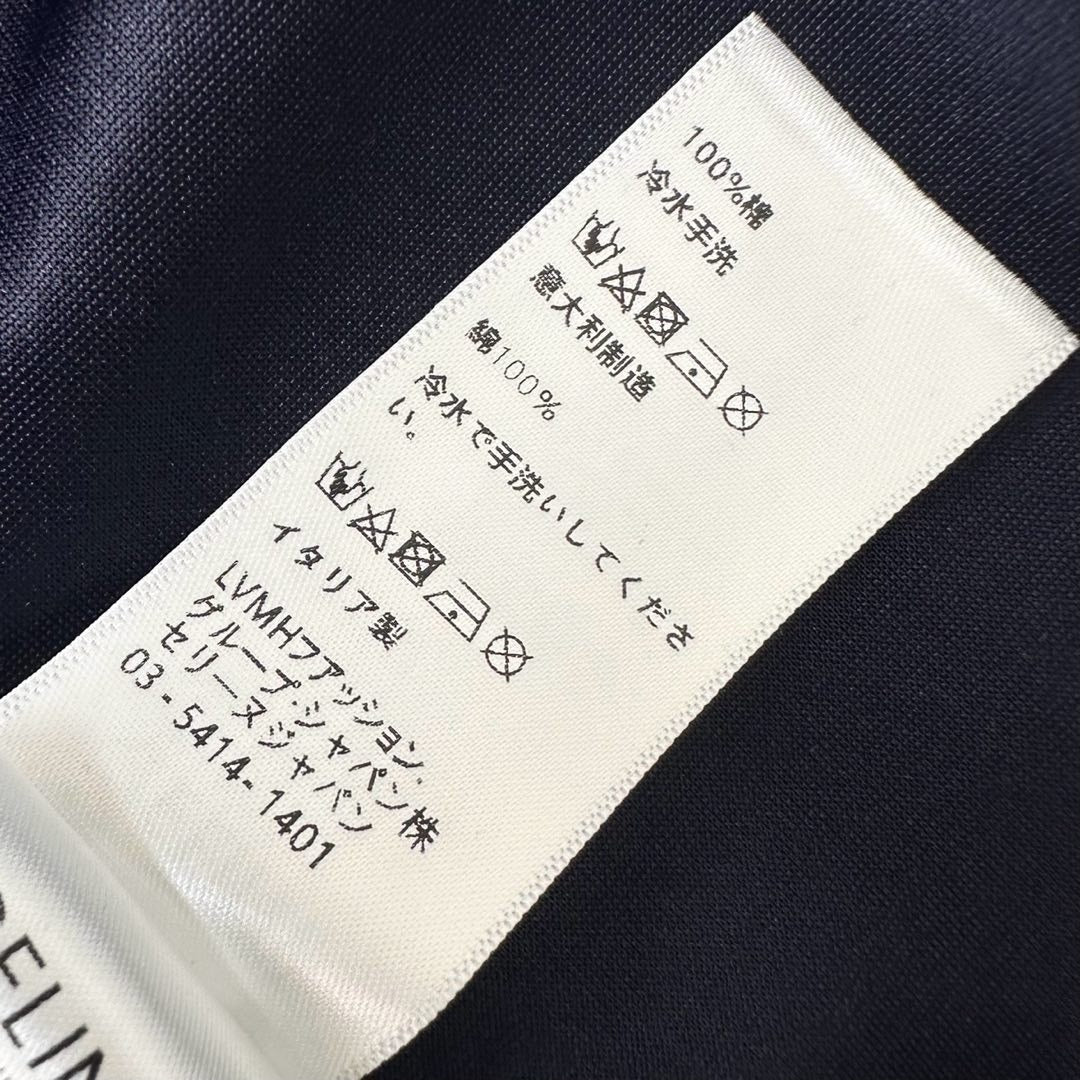 100%棉
冷水手洗
意大利制造
綿100%
冷水で手洗いしてくださ
い。
イタリア製
LVMHファッション.
グループ.ジャパン株
セリーヌジャパン
03-5414-1401